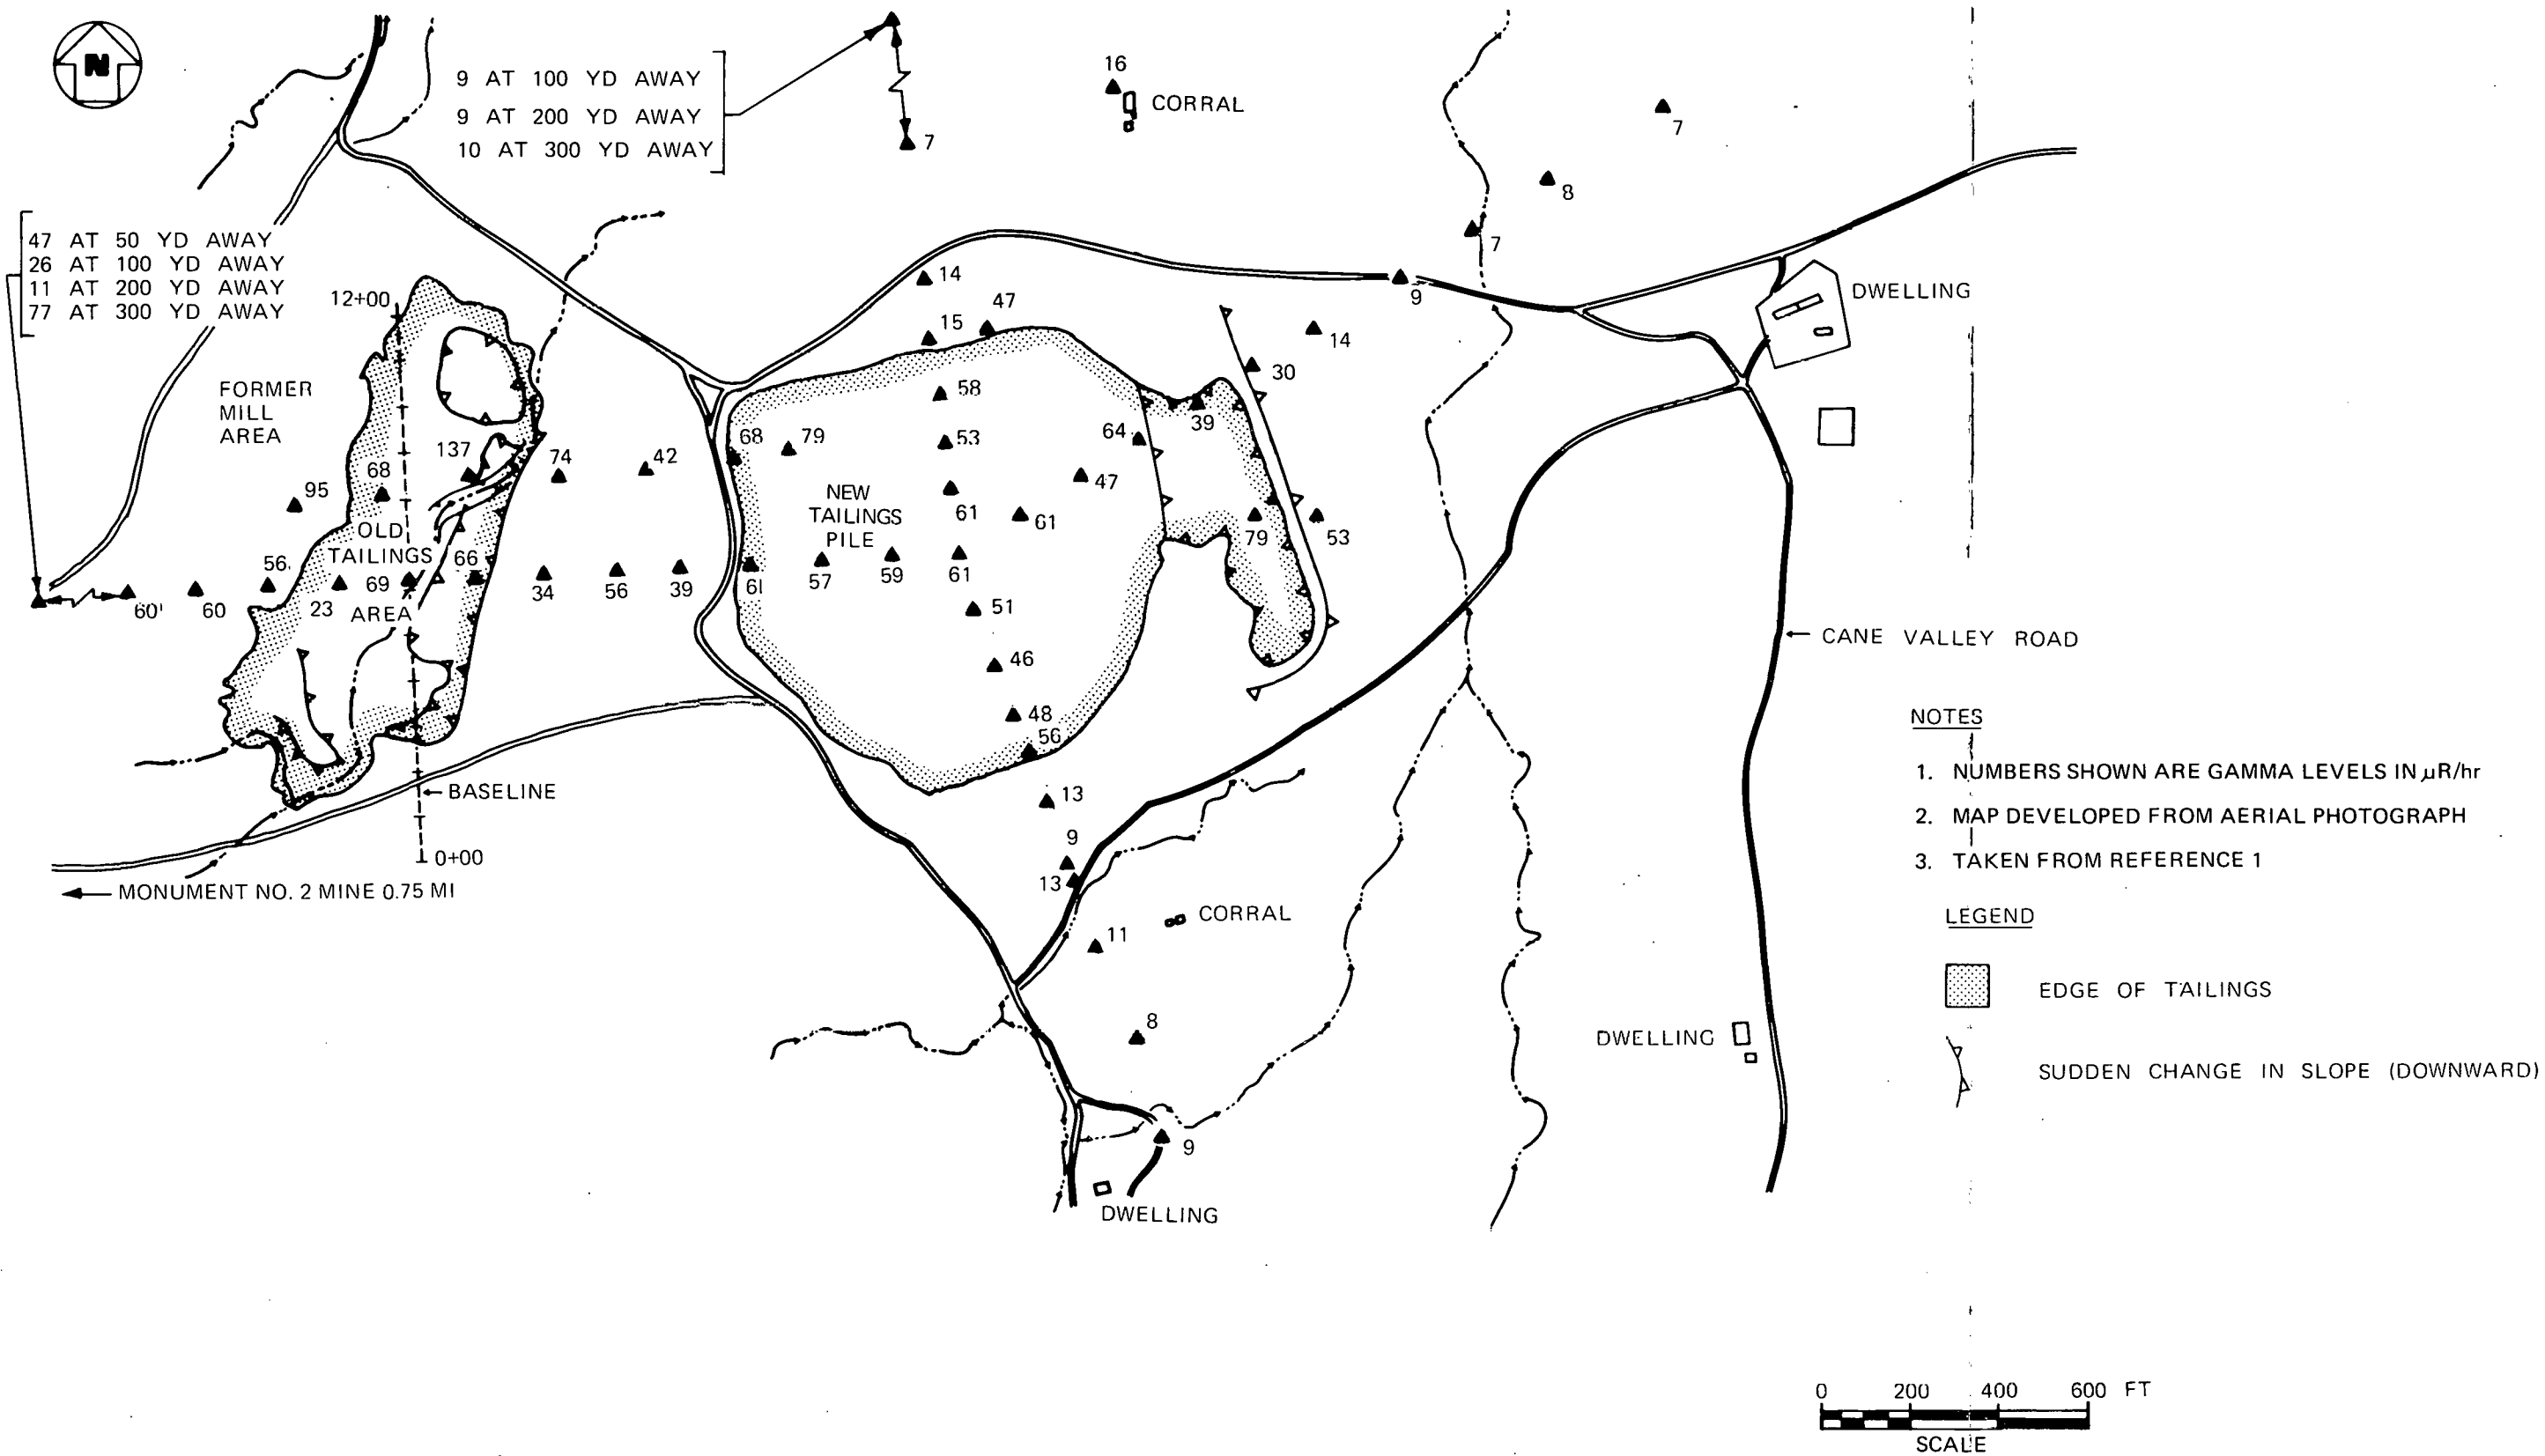 N
9 AT 100 YD AWAY
9 AT 200 YD AWAY
10 AT 300 YD AWAY
7
16
CORRAL
7
8
7
47 AT 50 YD AWAY
26 AT 100 YD AWAY
11 AT 200 YD AWAY
77 AT 300 YD AWAY
12+00
14
47
15
9
14
30
DWELLING
FORMER
MILL
AREA
58
39
68
79
53
64
137
74
42
68
47
95
NEW
TAILINGS
PILE
61
61
79
53
OLD
TAILINGS
AREA
56
66
60
60
23
69
34
56
39
61
57
59
61
51
46
48
56
CANE VALLEY ROAD
BASELINE
13
9
13
0+00
MONUMENT NO. 2 MINE 0.75 MI
CORRAL
11
8
DWELLING
9
DWELLING
NOTES
1. NUMBERS SHOWN ARE GAMMA LEVELS IN µR/hr
2. MAP DEVELOPED FROM AERIAL PHOTOGRAPH
3. TAKEN FROM REFERENCE 1
LEGEND
EDGE OF TAILINGS
SUDDEN CHANGE IN SLOPE (DOWNWARD)
0 200 400 600 FT
SCALE